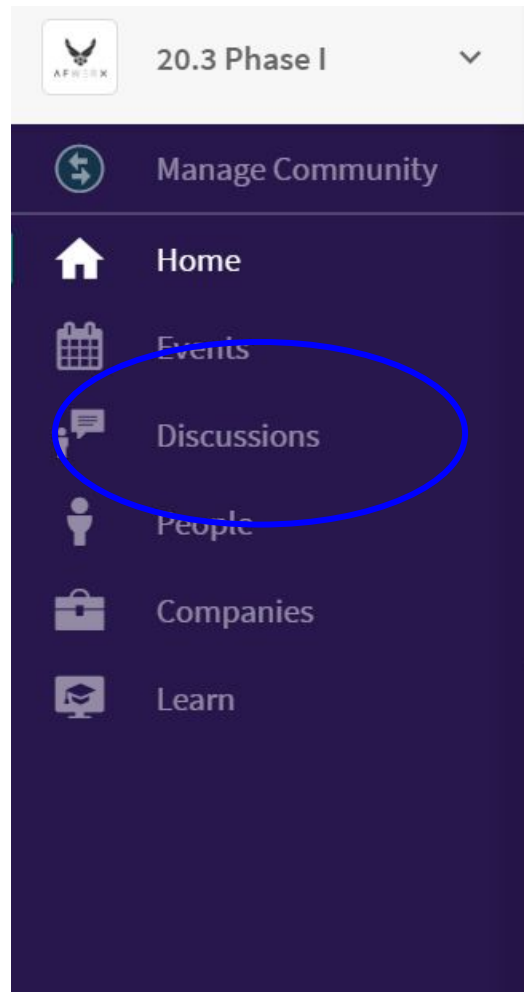 AFWERX
20.3 Phase I
Manage Community
Home
Events
Discussions
People
Companies
Learn